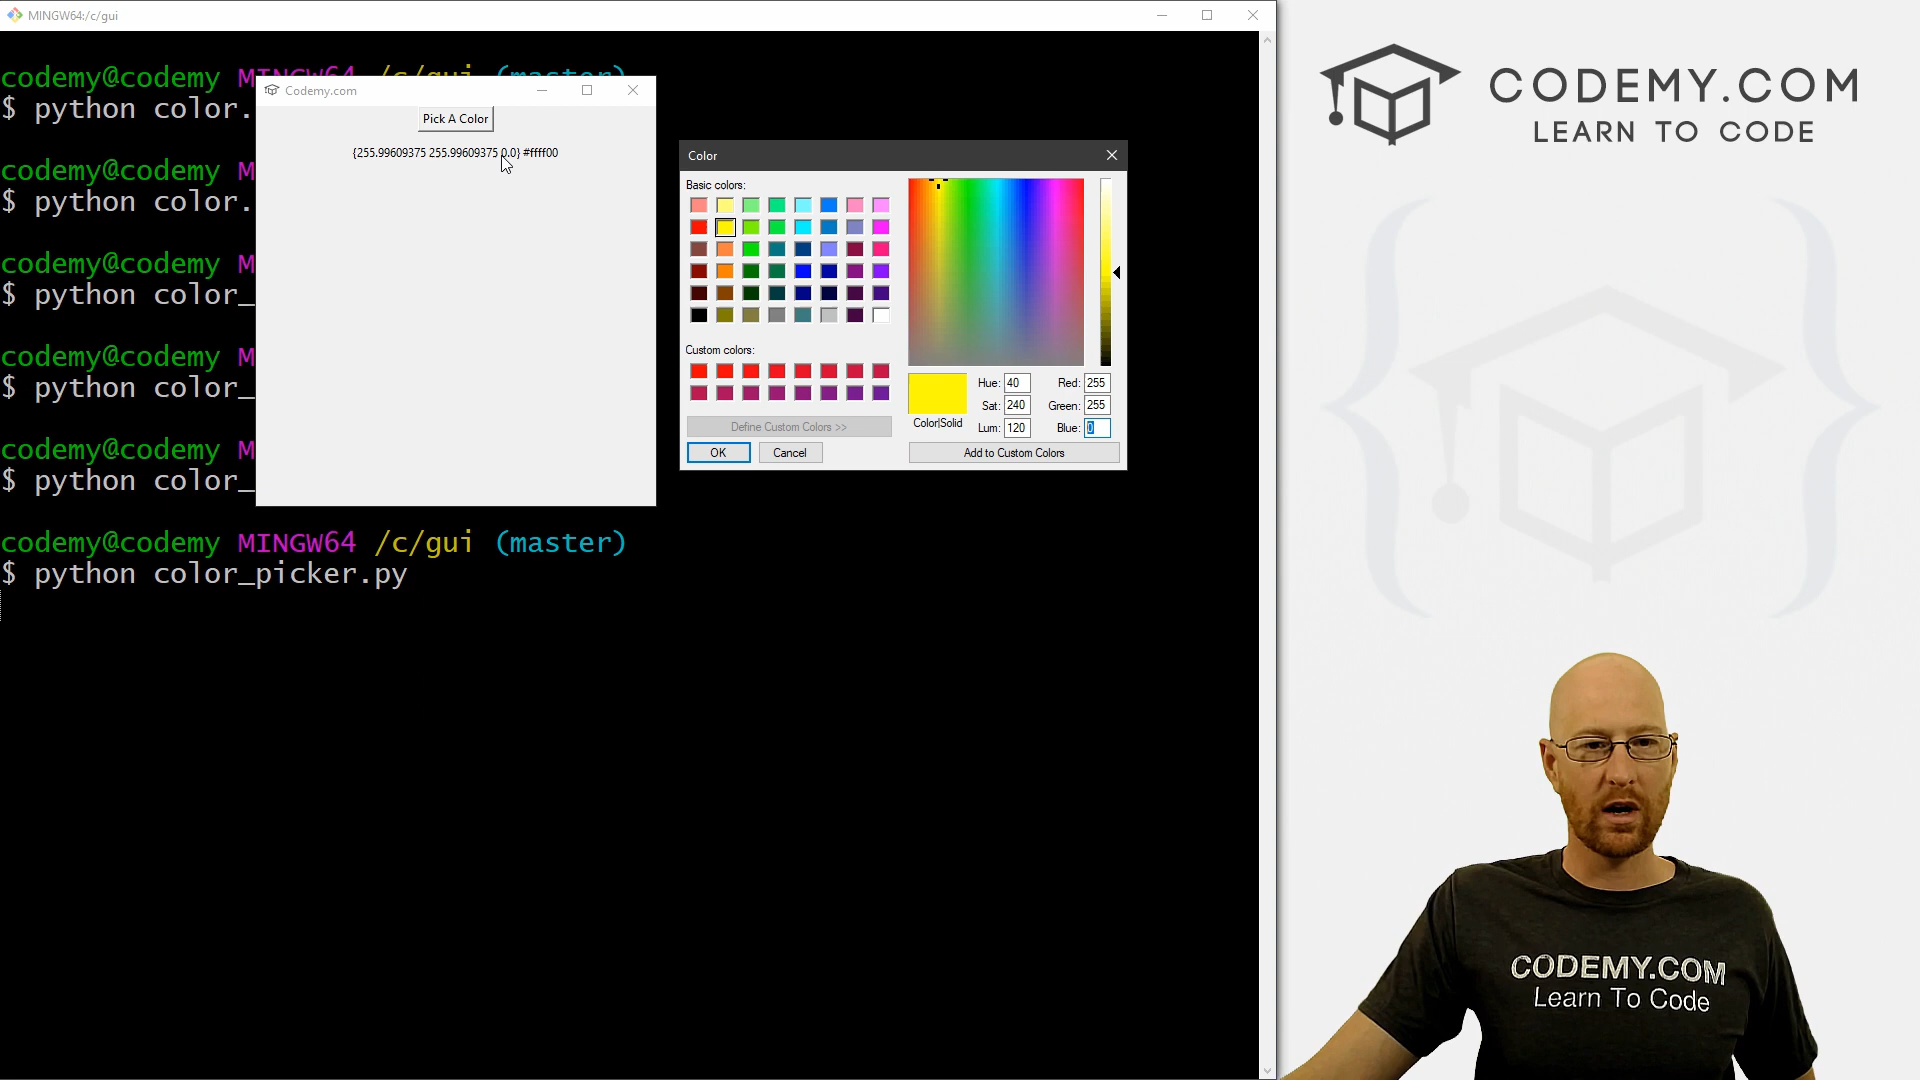 MINGW64:/c/gui
codemy@codemy MINGW64 /c/gui (master)
$ python color.
codemy@codemy M
$ python color.
codemy@codemy M
$ python color_
codemy@codemy M
$ python color_
codemy@codemy M
$ python color_
codemy@codemy MINGW64 /c/gui (master)
$ python color_picker.py
Codemy.com
Pick A Color
{255.99609375 255.99609375 0.0} #ffff00
Color
Basic colors:
Custom colors:
Define Custom Colors >>
OK
Cancel
Color|Solid
Hue: 40
Sat: 240
Lum: 120
Red: 255
Green: 255
Blue: 0
Add to Custom Colors
CODEMY.COM
LEARN TO CODE
CODEMY.COM
Learn To Code